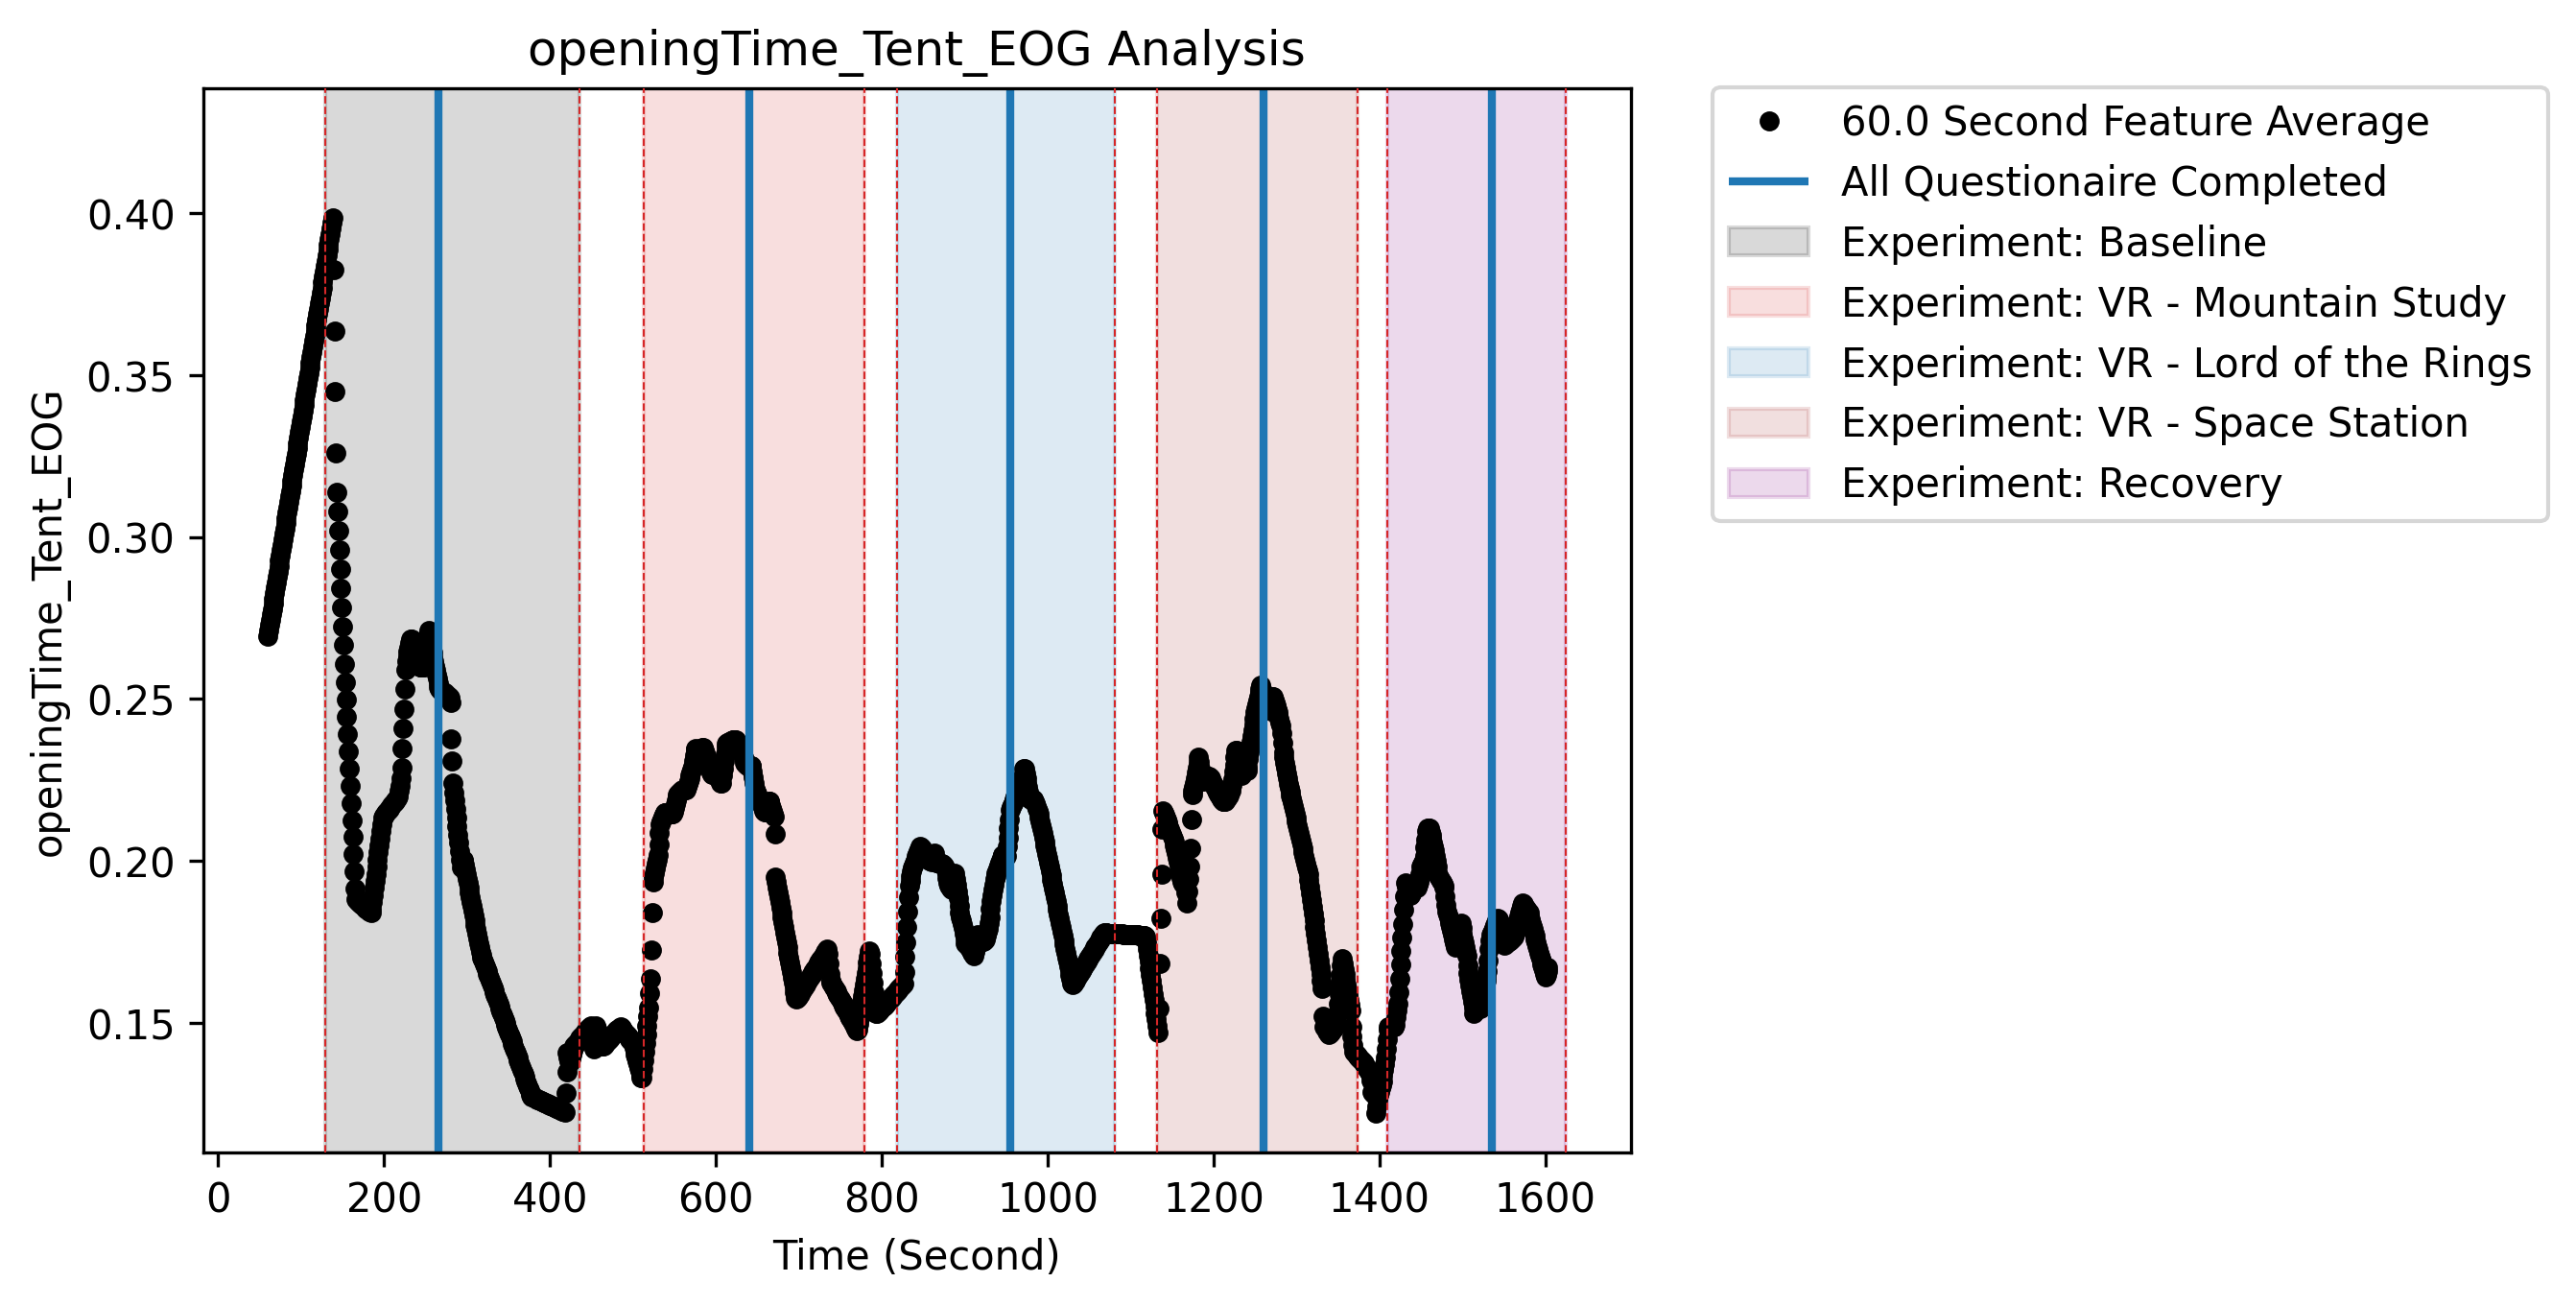 openingTime_Tent_EOG Analysis
openingTime_Tent_EOG
0.40
0.35
0.30
0.25
0.20
0.15
0 200 400 600 800 1000 1200 1400 1600
Time (Second)
60.0 Second Feature Average
All Questionaire Completed
Experiment: Baseline
Experiment: VR - Mountain Study
Experiment: VR - Lord of the Rings
Experiment: VR - Space Station
Experiment: Recovery